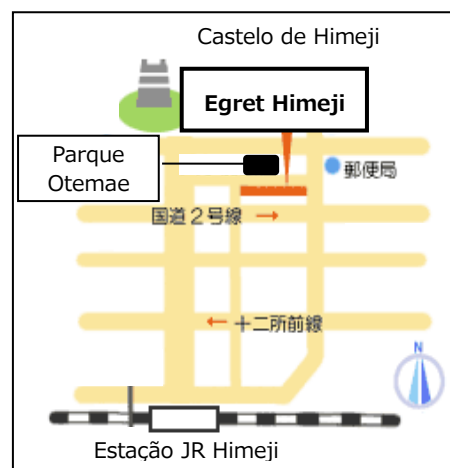 Castelo de Himeji
Egret Himeji
Parque
Otemae
郵便局
国道２号線 →
← 十二所前線
N
Estação JR Himeji